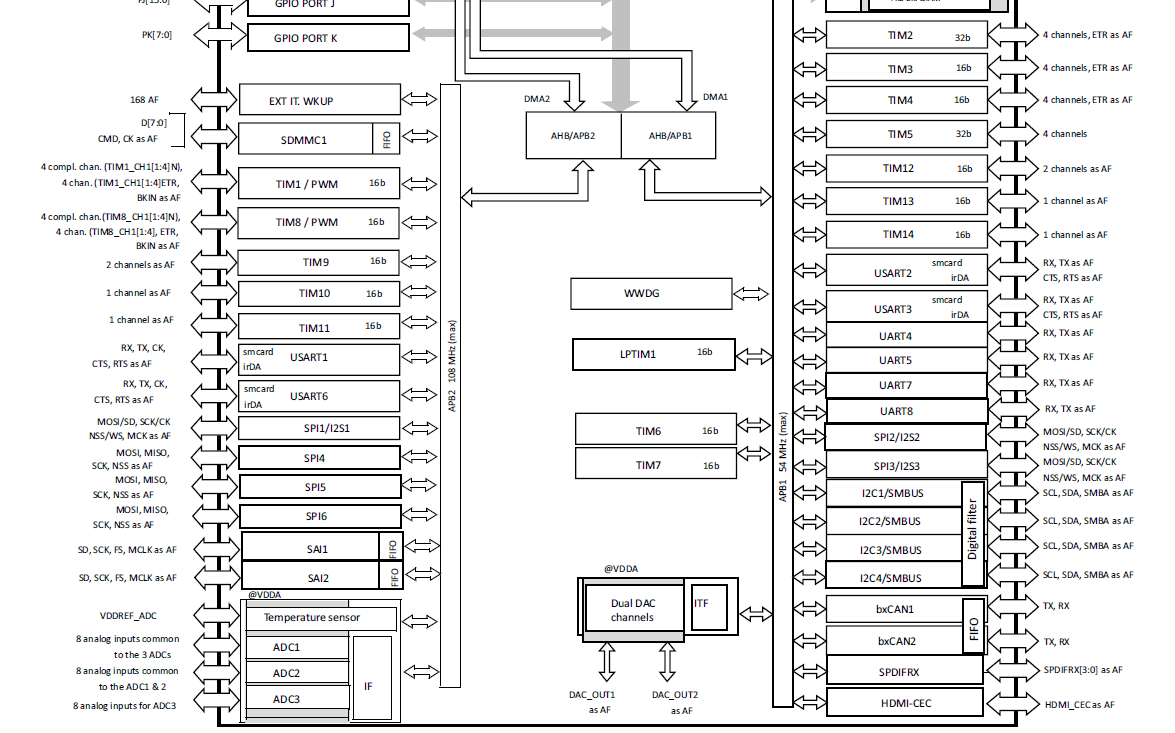 GPIO PORT J
PK[7:0]
GPIO PORT K
168 AF
EXT IT. WKUP
D[7:0]
CMD, CK as AF
SDMMC1
FIFO
4 compl. chan. (TIM1_CH1[1:4]N),
4 chan. (TIM1_CH1[1:4]ETR,
BKIN as AF
TIM1 / PWM 16b
4 compl. chan.(TIM8_CH1[1:4]N),
4 chan. (TIM8_CH1[1:4], ETR,
BKIN as AF
TIM8 / PWM 16b
2 channels as AF
TIM9 16b
1 channel as AF
TIM10 16b
1 channel as AF
TIM11 16b
RX, TX, CK,
CTS, RTS as AF
smcard
irDA
USART1
RX, TX, CK,
CTS, RTS as AF
smcard
irDA
USART6
MOSI/SD, SCK/CK
NSS/WS, MCK as AF
SPI1/I2S1
MOSI, MISO,
SCK, NSS as AF
SPI4
MOSI, MISO,
SCK, NSS as AF
SPI5
MOSI, MISO,
SCK, NSS as AF
SPI6
SD, SCK, FS, MCLK as AF
SAI1
FIFO
SD, SCK, FS, MCLK as AF
SAI2
FIFO
@VDDA
VDDREF_ADC
Temperature sensor
8 analog inputs common
to the 3 ADCs
ADC1
8 analog inputs common
to the ADC1 & 2
ADC2
8 analog inputs for ADC3
ADC3
IF
APB2 108 MHz (max)
DMA2
DMA1
AHB/APB2
AHB/APB1
WWDG
LPTIM1 16b
TIM6 16b
TIM7 16b
@VDDA
Dual DAC
channels
ITF
DAC_OUT1
as AF
DAC_OUT2
as AF
APB1 54 MHz (max)
TIM2 32b
4 channels, ETR as AF
TIM3 16b
4 channels, ETR as AF
TIM4 16b
4 channels, ETR as AF
TIM5 32b
4 channels
TIM12 16b
2 channels as AF
TIM13 16b
1 channel as AF
TIM14 16b
1 channel as AF
USART2
smcard
irDA
RX, TX as AF
CTS, RTS as AF
USART3
smcard
irDA
RX, TX as AF
CTS, RTS as AF
UART4
RX, TX as AF
UART5
RX, TX as AF
UART7
RX, TX as AF
UART8
RX, TX as AF
SPI2/I2S2
MOSI/SD, SCK/CK
NSS/WS, MCK as AF
SPI3/I2S3
MOSI/SD, SCK/CK
NSS/WS, MCK as AF
I2C1/SMBUS
SCL, SDA, SMBA as AF
I2C2/SMBUS
SCL, SDA, SMBA as AF
I2C3/SMBUS
SCL, SDA, SMBA as AF
I2C4/SMBUS
SCL, SDA, SMBA as AF
Digital filter
bxCAN1
TX, RX
bxCAN2
TX, RX
FIFO
SPDIFRX
SPDIFRX[3:0] as AF
HDMI-CEC
HDMI_CEC as AF